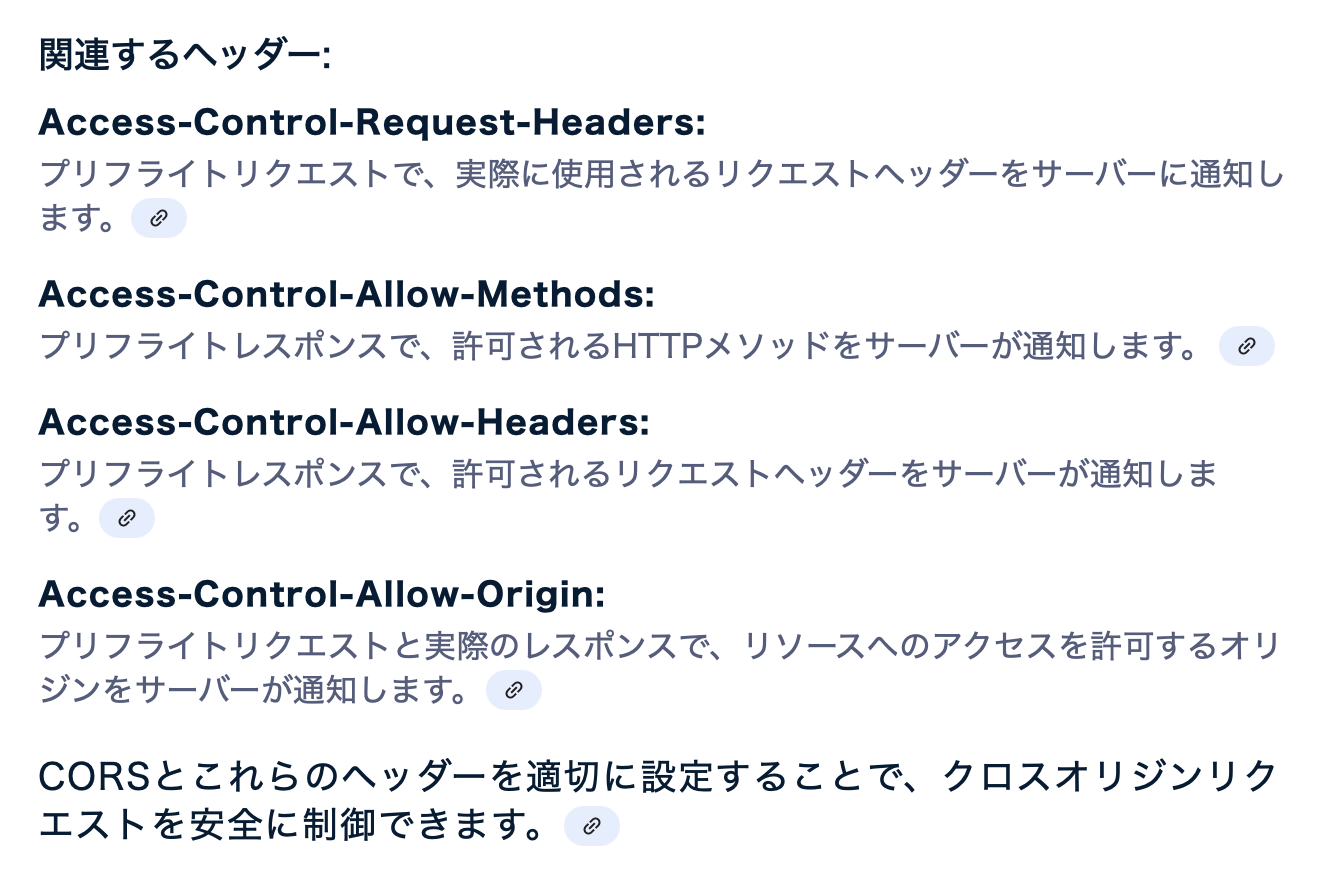 関連するヘッダー:
Access-Control-Request-Headers:
プリフライトリクエストで、実際に使用されるリクエストヘッダーをサーバーに通知し
ます。
Access-Control-Allow-Methods:
プリフライトレスポンスで、許可されるHTTPメソッドをサーバーが通知します。
Access-Control-Allow-Headers:
プリフライトレスポンスで、許可されるリクエストヘッダーをサーバーが通知しま
す。
Access-Control-Allow-Origin:
プリフライトリクエストと実際のレスポンスで、リソースへのアクセスを許可するオリ
ジンをサーバーが通知します。
CORSとこれらのヘッダーを適切に設定することで、クロスオリジンリク
エストを安全に制御できます。